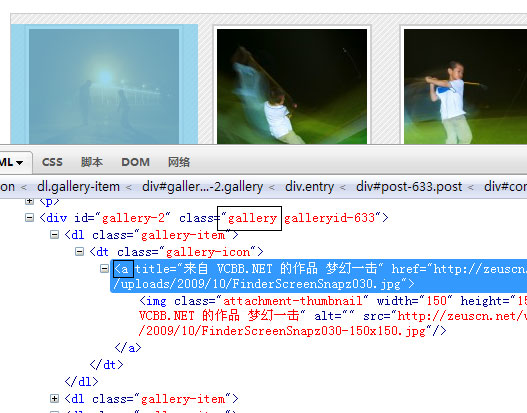 ML CSS 脚本 DOM 网络
on < dl.gallery-item < div#galler...-2.gallery < div.entry < div#post-633.post < div#con
<p>
<div id="gallery-2" class="gallery galleryid-633">
<dl class="gallery-item">
<dt class="gallery-icon">
<a title="来自 VCBB.NET 的作品 梦幻一击" href="http://zeuscn.
/uploads/2009/10/FinderScreenSnapz030.jpg">
<img class="attachment-thumbnail" width="150" height="15
VCBB.NET 的作品 梦幻一击" alt="" src="http://zeuscn.net/w
/2009/10/FinderScreenSnapz030-150x150.jpg"/>
</a>
</dt>
</dl>
<dl class="gallery-item">